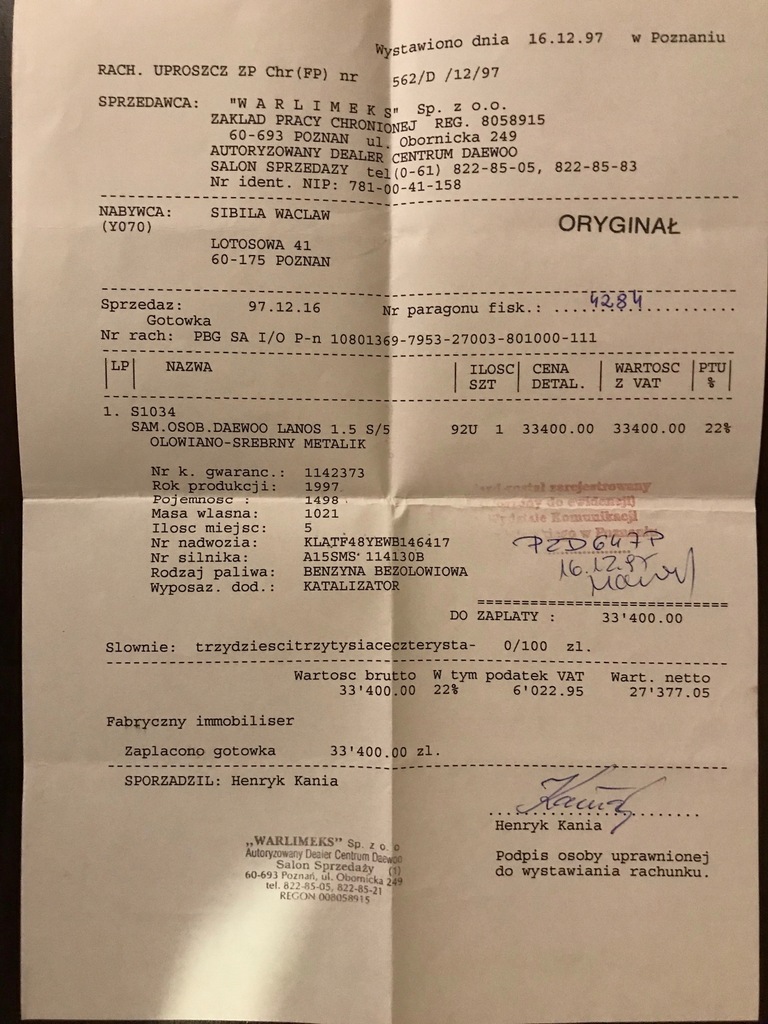 Wystawiono dnia 16.12.97 w Poznaniu
RACH. UPROSZCZ ZP Chr(FP) nr 562/D /12/97
SPRZEDAWCA: "W A R L I M E K S" Sp. z o.o.
ZAKLAD PRACY CHRONIONEJ REG. 8058915
60-693 POZNAN ul. Obornicka 249
AUTORYZOWANY DEALER CENTRUM DAEWOO
SALON SPRZEDAZY tel(0-61) 822-85-05, 822-85-83
Nr ident. NIP: 781-00-41-158
NABYWCA: SIBILA WACLAW
(Y070)
ORYGINAŁ
LOTOSOWA 41
60-175 POZNAN
Sprzedaz: 97.12.16 Nr paragonu fisk.: ....4284............
Gotowka
Nr rach: PBG SA I/O P-n 10801369-7953-27003-801000-111
LP NAZWA ILOSC CENA WARTOSC PTU
SZT DETAL. Z VAT %
1. S1034
SAM.OSOB.DAEWOO LANOS 1.5 S/5 92U 1 33400.00 33400.00 22%
OLOWIANO-SREBRNY METALIK
Nr k. gwaranc.: 1142373
Rok produkcji: 1997
Pojemnosc : 1498
Masa wlasna: 1021
Ilosc miejsc: 5
Nr nadwozia: KLATF48YEWB146417
Nr silnika: A15SMS 114130B
Rodzaj paliwa: BENZYNA BEZOLOWIOWA
Wyposaz. dod.: KATALIZATOR
został zarejestrowany
do ewidencji)
Komunikacji
PZD 647P
16.12.97
DO ZAPLATY : 33'400.00
Slownie: trzydziescitrzytysiaceczterysta- 0/100 zl.
Wartosc brutto W tym podatek VAT Wart. netto
33'400.00 22% 6'022.95 27'377.05
Fabryczny immobiliser
Zaplacono gotowka 33'400.00 zl.
SPORZADZIL: Henryk Kania
Henryk Kania
Podpis osoby uprawnionej
do wystawiania rachunku.
„WARLIMEKS" Sp. z o. o
Autoryzowany Dealer Centrum Daewoo
Salon Sprzedaży (1)
60-693 Poznań, ul. Obornicka 249
tel. 822-85-05, 822-85-21
REGON 008058915